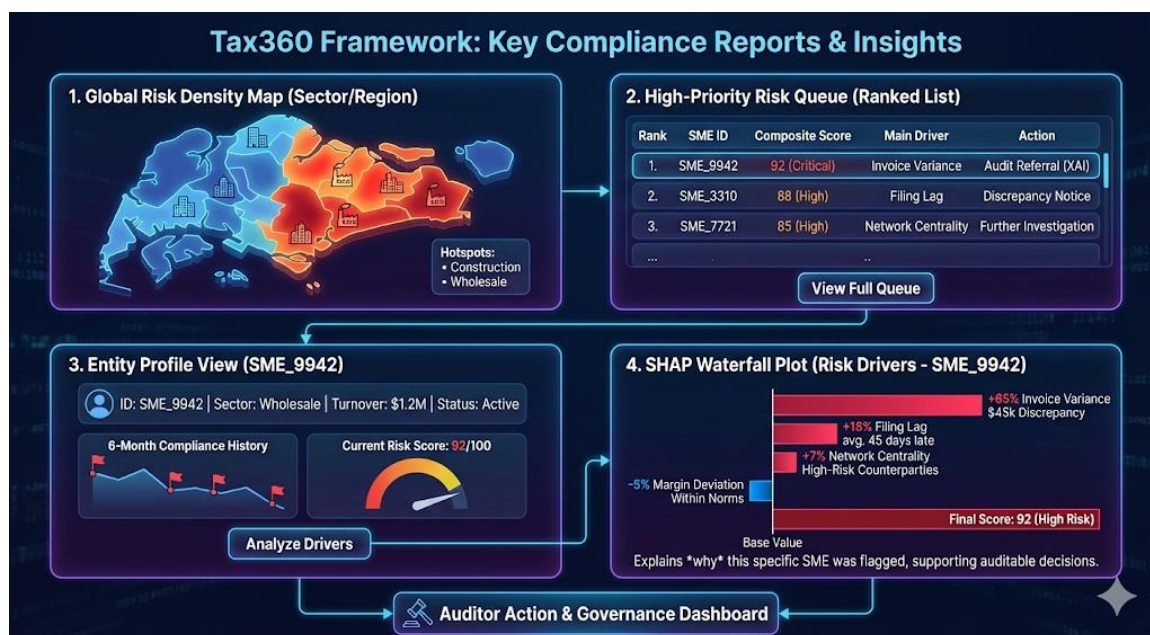 Tax360 Framework: Key Compliance Reports & Insights
1. Global Risk Density Map (Sector/Region)
Hotspots:
• Construction
• Wholesale
2. High-Priority Risk Queue (Ranked List)
Rank SME ID Composite Score Main Driver Action
1. SME_9942 92 (Critical) Invoice Variance Audit Referral (XAI)
2. SME_3310 88 (High) Filing Lag Discrepancy Notice
3. SME_7721 85 (High) Network Centrality Further Investigation
... ..
View Full Queue
3. Entity Profile View (SME_9942)
ID: SME_9942 | Sector: Wholesale | Turnover: $1.2M | Status: Active
6-Month Compliance History
Current Risk Score: 92/100
Analyze Drivers
4. SHAP Waterfall Plot (Risk Drivers - SME_9942)
+65% Invoice Variance
$45k Discrepancy
+18% Filing Lag
avg. 45 days late
+7% Network Centrality
High-Risk Counterparties
-5% Margin Deviation
Within Norms
Final Score: 92 (High Risk)
Base Value
Explains *why* this specific SME was flagged, supporting auditable decisions.
Auditor Action & Governance Dashboard